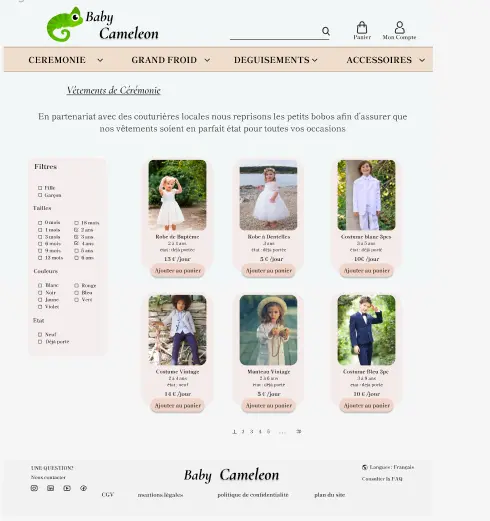 Baby
Cameleon
Panier
Mon Compte
CEREMONIE
GRAND FROID
DEGUISEMENTS
ACCESSOIRES
Vêtements de Cérémonie
En partenariat avec des couturières locales nous reprisons les petits bobos afin d'assurer que
nos vêtements soient en parfait état pour toutes vos occasions
Filtres
Fille
Garçon
Tailles
0 mois
18 mois
1 mois
2 ans
3 mois
3 ans
6 mois
4 ans
9 mois
5 ans
12 mois
6 ans
Couleurs
Blanc
Rouge
Noir
Bleu
Jaune
Vert
Violet
Etat
Neuf
Déjà porté
Robe de Baptême
2 à 3 ans
état : déjà portée
15 € /jour
Ajouter au panier
Robe à Dentelles
3 ans
état : déjà portée
5 € /jour
Ajouter au panier
Costume blanc 3pcs
2 à 5 ans
état : déjà porté
10€ /jour
Ajouter au panier
Costume Vintage
2 à 4 ans
état : neuf
14 € /jour
Ajouter au panier
Manteau Vintage
état : déjà porté
5 € /jour
Ajouter au panier
Costume Bleu 3pc
état : déjà porté
10 € /jour
Ajouter au panier
1 2 3 4 5 ...
UNE QUESTION?
Nous contacter
Baby Cameleon
Langues : Français
Consulter la FAQ
CGV
mentions légales
politique de confidentialité
plan du site